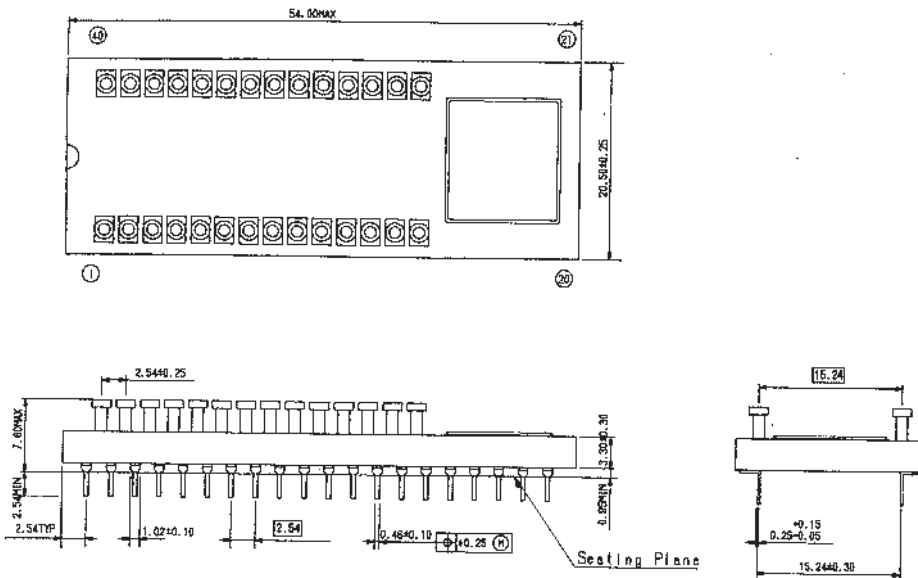 54.00MAX
40
21
20.50±0.25
1
20
2.54±0.25
7.60MAX
3.30±0.30
2.54MIN
2.54TYP
1.02±0.10
2.54
0.46±0.10
⌖ ⌀0.25 Ⓜ
Seating Plane
15.24
+0.15
0.25-0.05
15.24±0.30